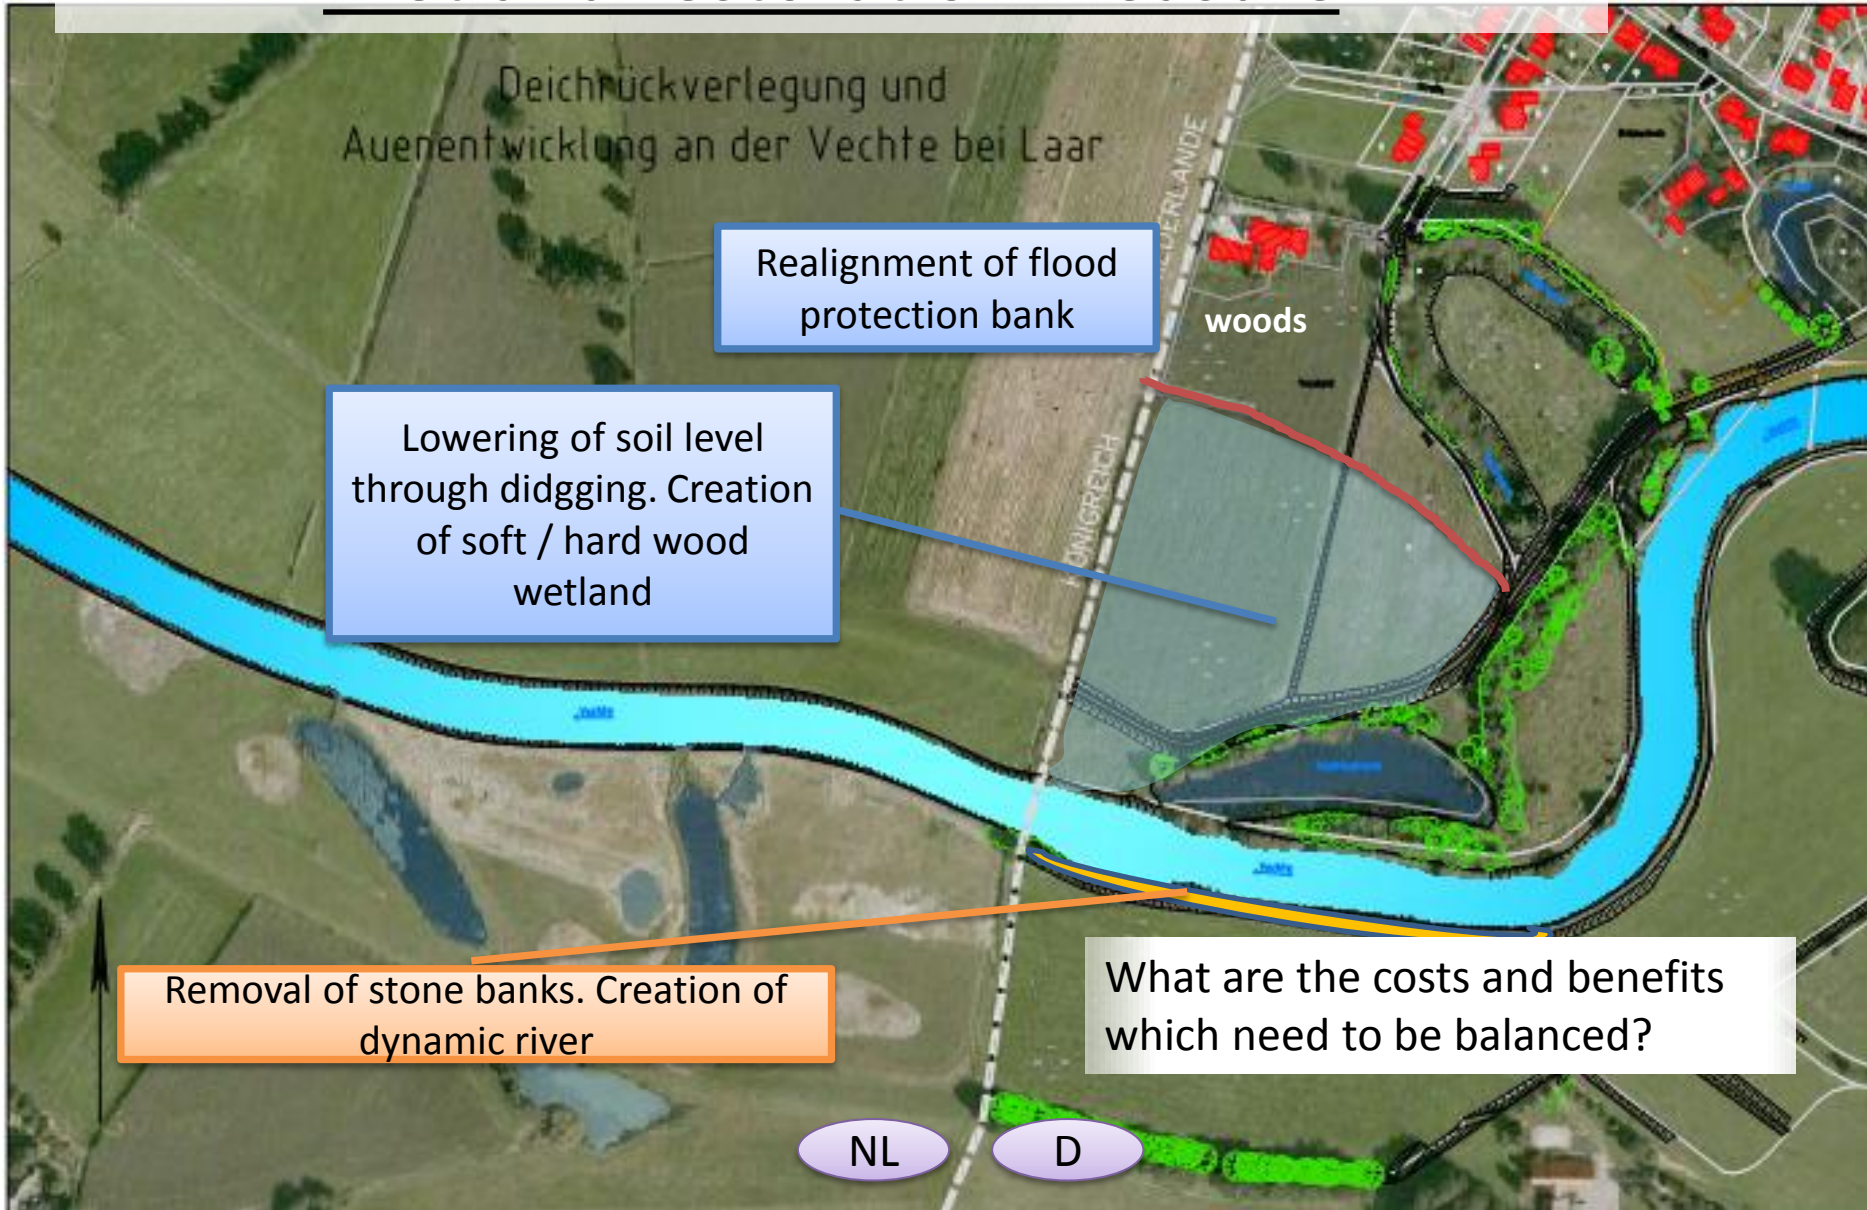 Deichrückverlegung und
Auenentwicklung an der Vechte bei Laar
Realignment of flood
protection bank
woods
Lowering of soil level
through didgging. Creation
of soft / hard wood
wetland
KÖNIGREICH
Removal of stone banks. Creation of
dynamic river
What are the costs and benefits
which need to be balanced?
NL
D